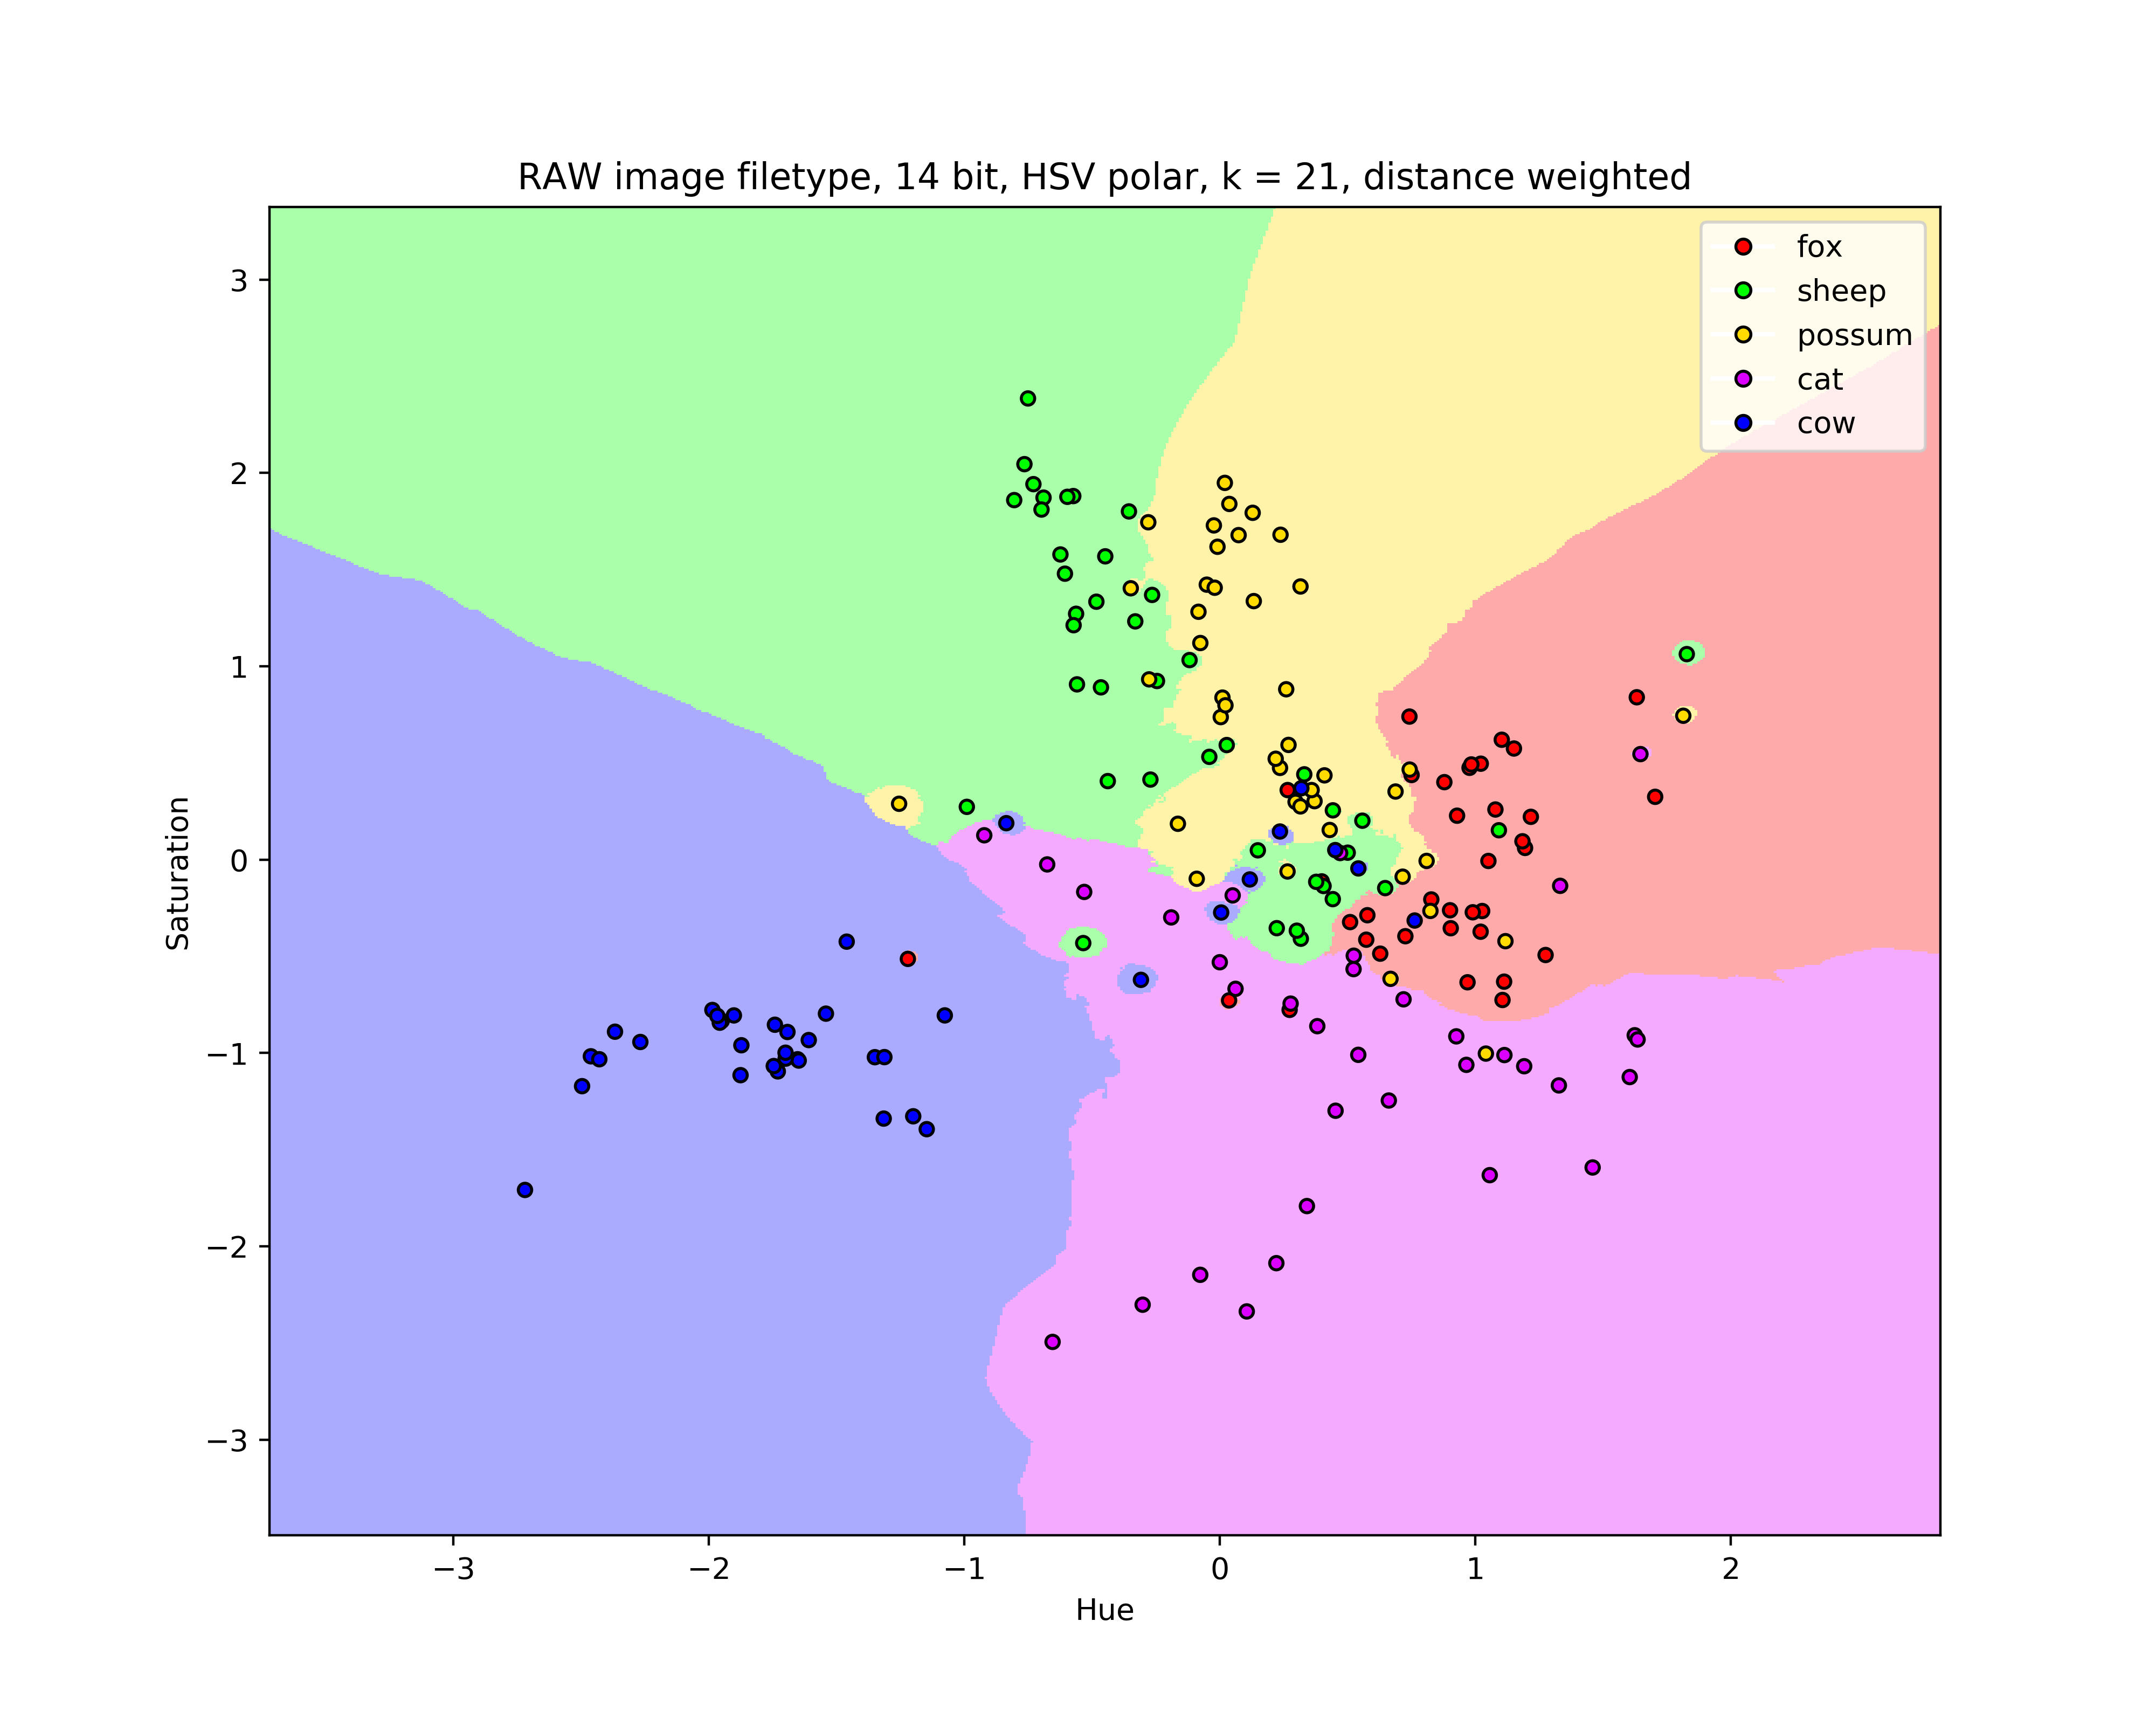 RAW image filetype, 14 bit, HSV polar, k = 21, distance weighted
fox
sheep
possum
cat
cow
3
2
1
0
−1
−2
−3
Saturation
−3
−2
−1
0
1
2
Hue